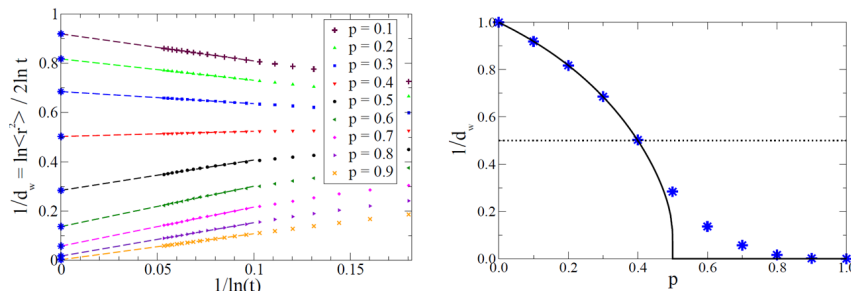 1/d_w = ln<r²> / 2ln t
1
0.8
0.6
0.4
0.2
0
0
0.05
0.1
0.15
1/ln(t)
p = 0.1
p = 0.2
p = 0.3
p = 0.4
p = 0.5
p = 0.6
p = 0.7
p = 0.8
p = 0.9
1/d_w
1.0
0.8
0.6
0.4
0.2
0.0
0.0
0.2
0.4
0.6
0.8
1.0
p